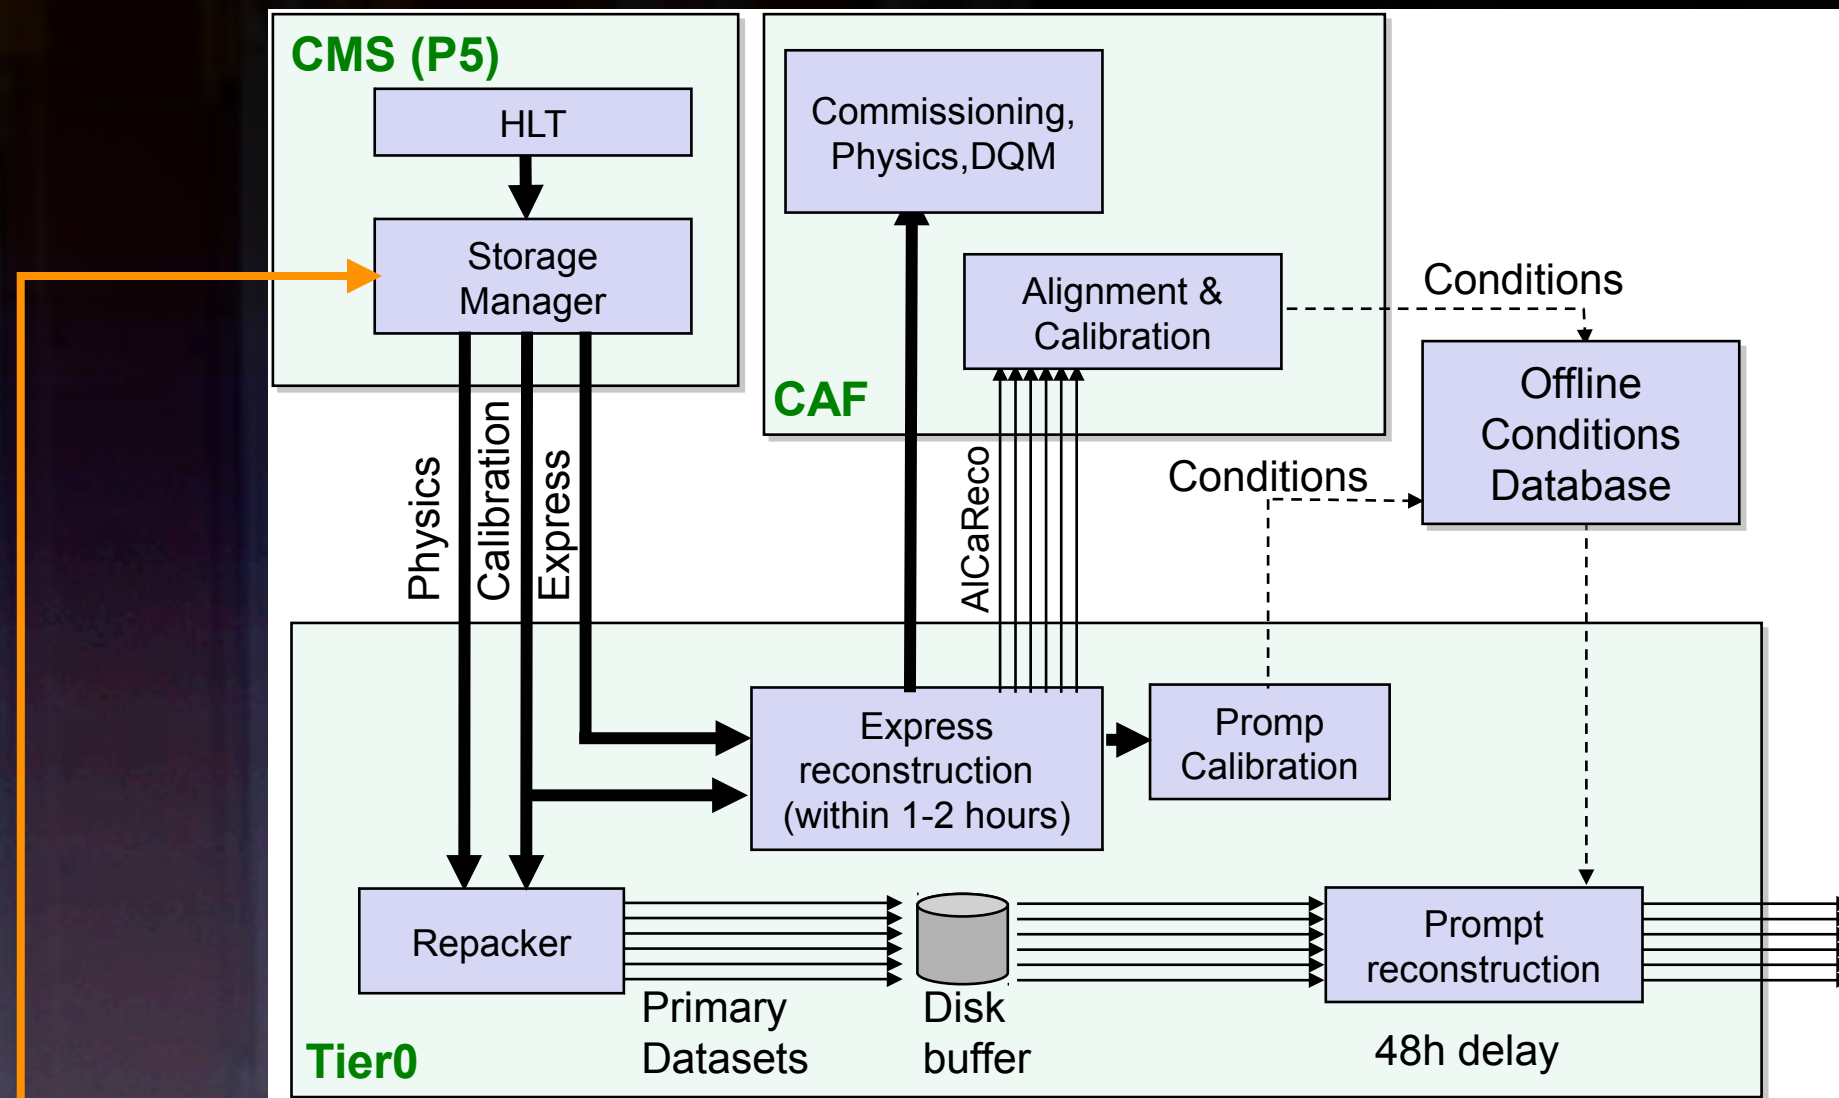 CMS (P5)
HLT
Storage
Manager
Physics
Calibration
Express
Commissioning,
Physics,DQM
Alignment &
Calibration
CAF
AlCaReco
Conditions
Conditions
Offline
Conditions
Database
Express
reconstruction
(within 1-2 hours)
Promp
Calibration
Repacker
Primary
Datasets
Disk
buffer
Prompt
reconstruction
48h delay
Tier0